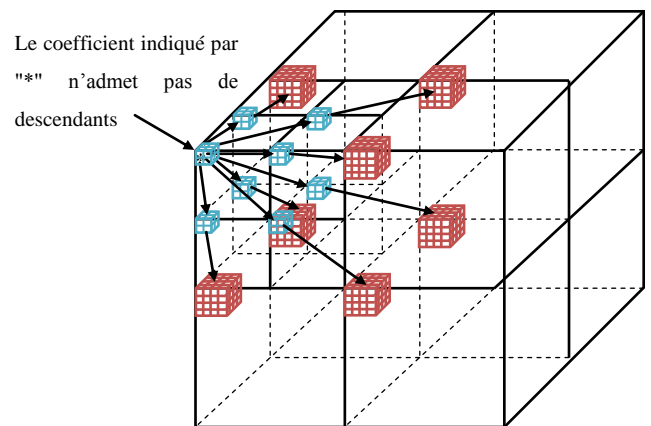 Le coefficient indiqué par
"*" n’admet pas de
descendants